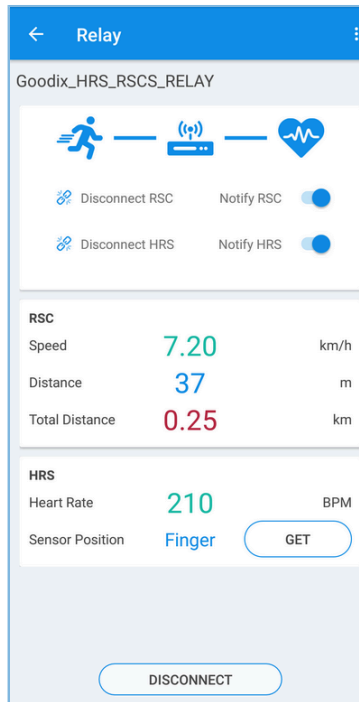 Relay
Goodix_HRS_RSCS_RELAY
Disconnect RSC Notify RSC
Disconnect HRS Notify HRS
RSC
Speed 7.20 km/h
Distance 37 m
Total Distance 0.25 km
HRS
Heart Rate 210 BPM
Sensor Position Finger GET
DISCONNECT